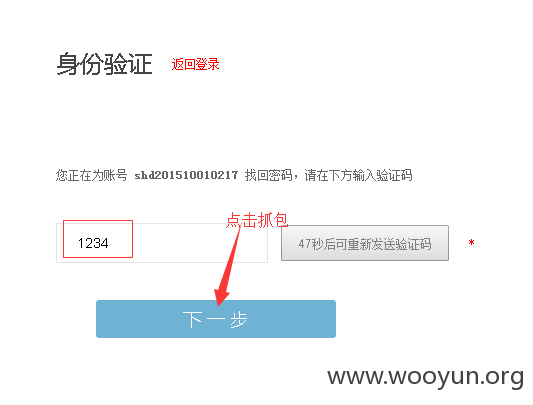 身份验证 返回登录
您正在为账号 shd201510010217 找回密码，请在下方输入验证码
点击抓包
1234 47秒后可重新发送验证码 *
下一步
www.wooyun.org